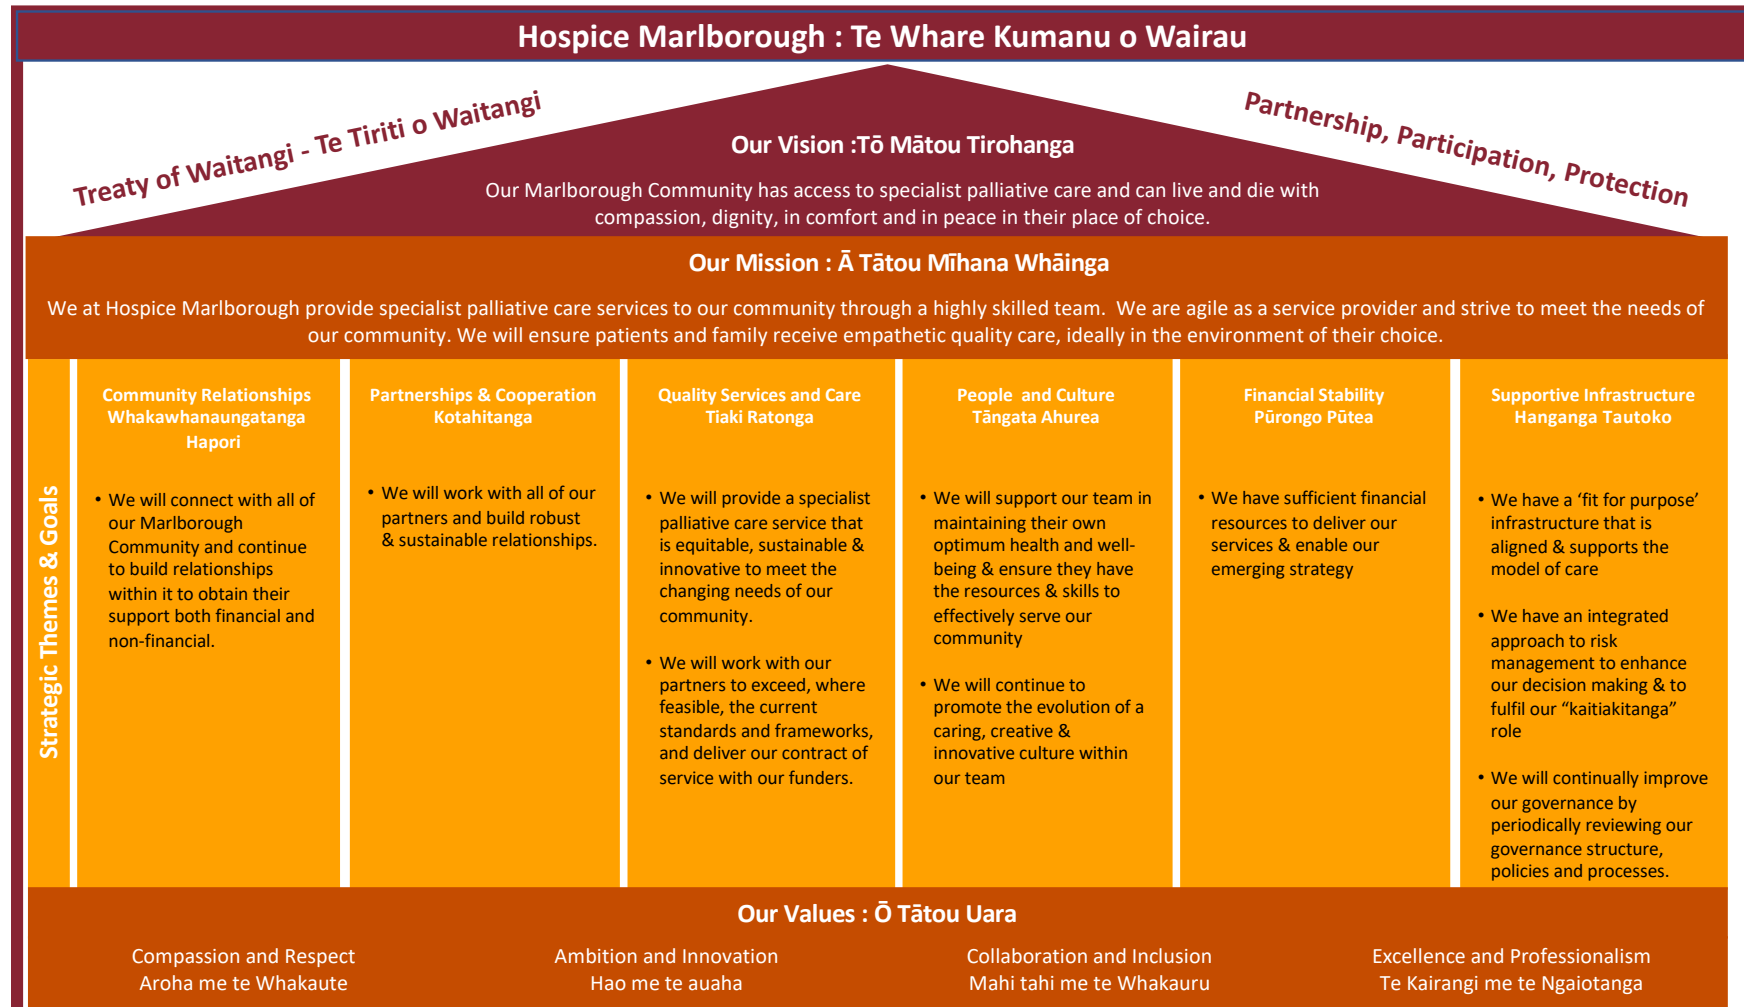 Hospice Marlborough : Te Whare Kumanu o Wairau
Treaty of Waitangi - Te Tiriti o Waitangi
Partnership, Participation, Protection
Our Vision :Tō Mātou Tirohanga
Our Marlborough Community has access to specialist palliative care and can live and die with
compassion, dignity, in comfort and in peace in their place of choice.
Our Mission : Ā Tātou Mīhana Whāinga
We at Hospice Marlborough provide specialist palliative care services to our community through a highly skilled team.  We are agile as a service provider and strive to meet the needs of
our community. We will ensure patients and family receive empathetic quality care, ideally in the environment of their choice.
Strategic Themes & Goals
Community Relationships
Whakawhanaungatanga
Hapori
• We will connect with all of
our Marlborough
Community and continue
to build relationships
within it to obtain their
support both financial and
non-financial.
Partnerships & Cooperation
Kotahitanga
• We will work with all of our
partners and build robust
& sustainable relationships.
Quality Services and Care
Tiaki Ratonga
• We will provide a specialist
palliative care service that
is equitable, sustainable &
innovative to meet the
changing needs of our
community.
• We will work with our
partners to exceed, where
feasible, the current
standards and frameworks,
and deliver our contract of
service with our funders.
People  and Culture
Tāngata Ahurea
• We will support our team in
maintaining their own
optimum health and well-
being & ensure they have
the resources & skills to
effectively serve our
community
• We will continue to
promote the evolution of a
caring, creative &
innovative culture within
our team
Financial Stability
Pūrongo Pūtea
• We have sufficient financial
resources to deliver our
services & enable our
emerging strategy
Supportive Infrastructure
Hanganga Tautoko
• We have a ‘fit for purpose’
infrastructure that is
aligned & supports the
model of care
• We have an integrated
approach to risk
management to enhance
our decision making & to
fulfil our “kaitiakitanga”
role
• We will continually improve
our governance by
periodically reviewing our
governance structure,
policies and processes.
Our Values : Ō Tātou Uara
Compassion and Respect
Aroha me te Whakaute
Ambition and Innovation
Hao me te auaha
Collaboration and Inclusion
Mahi tahi me te Whakauru
Excellence and Professionalism
Te Kairangi me te Ngaiotanga